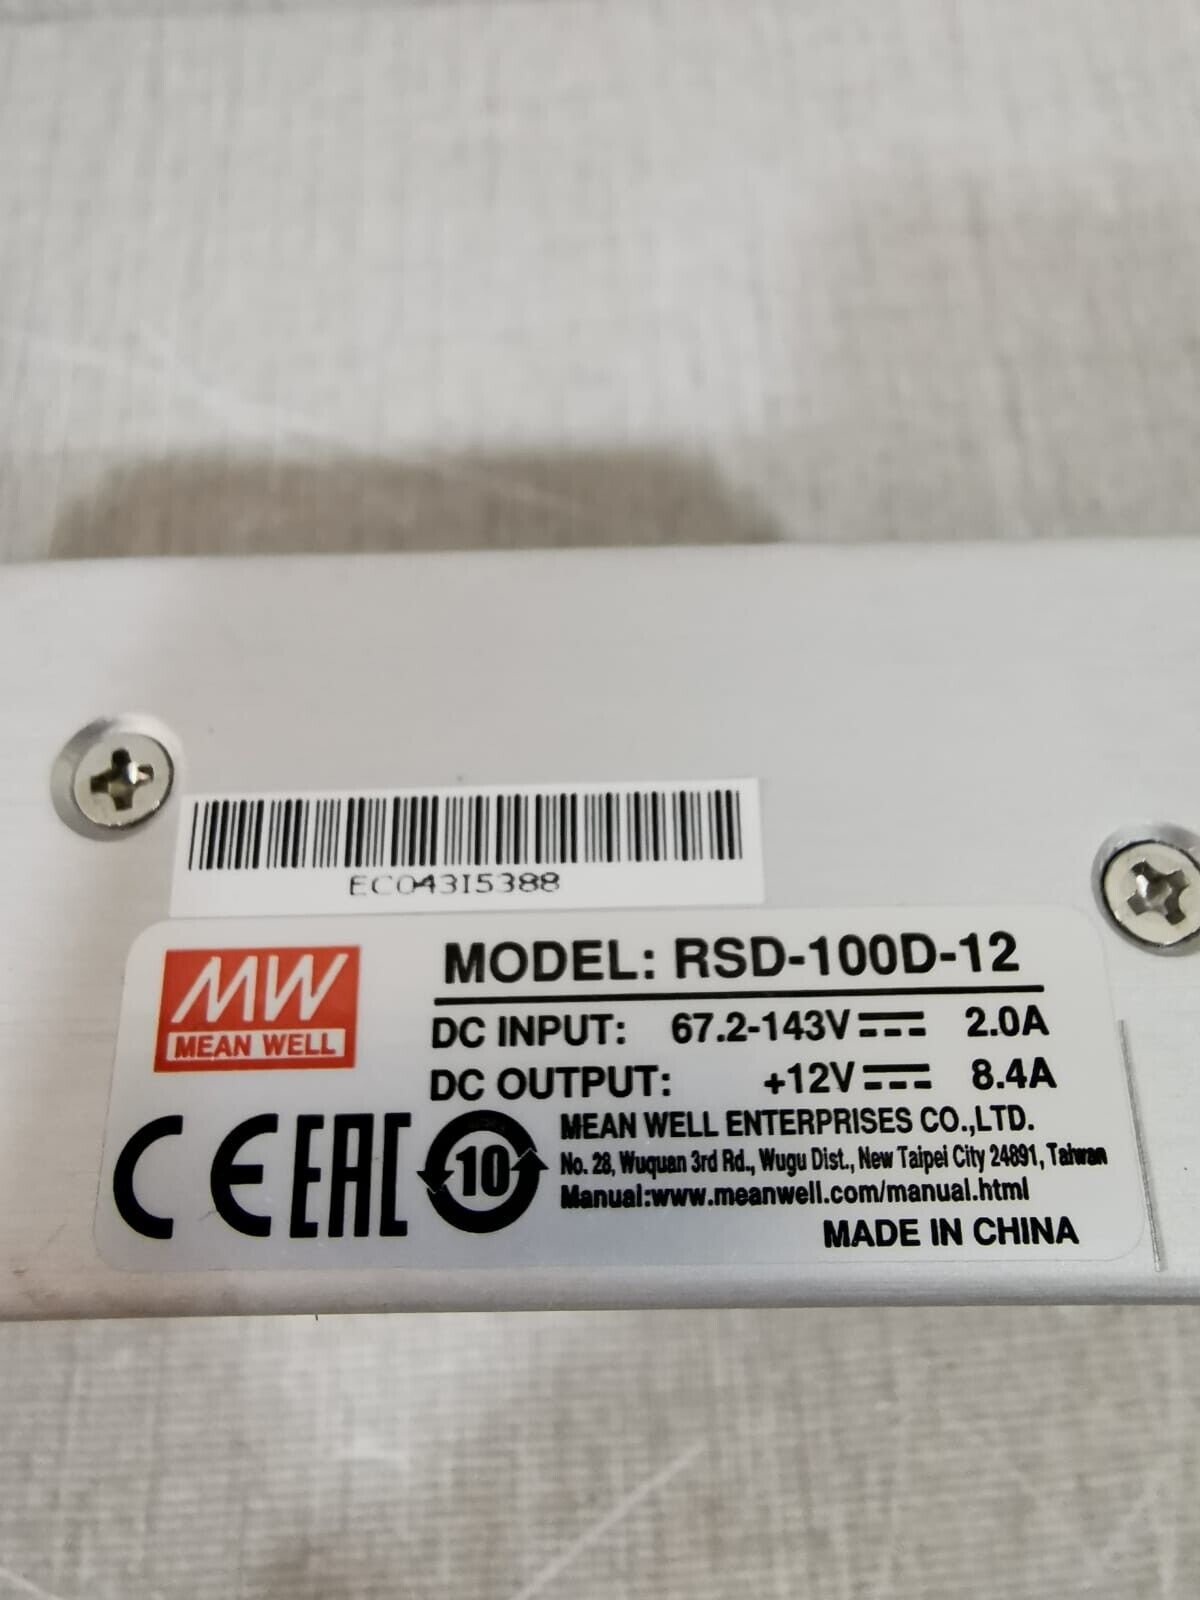 EC043I5388
MW
MEAN WELL
MODEL: RSD-100D-12
DC INPUT: 67.2-143V 2.0A
DC OUTPUT: +12V 8.4A
CE EAC 10
MEAN WELL ENTERPRISES CO.,LTD.
No. 28, Wuquan 3rd Rd., Wugu Dist., New Taipei City 24891, Taiwan
Manual:www.meanwell.com/manual.html
MADE IN CHINA